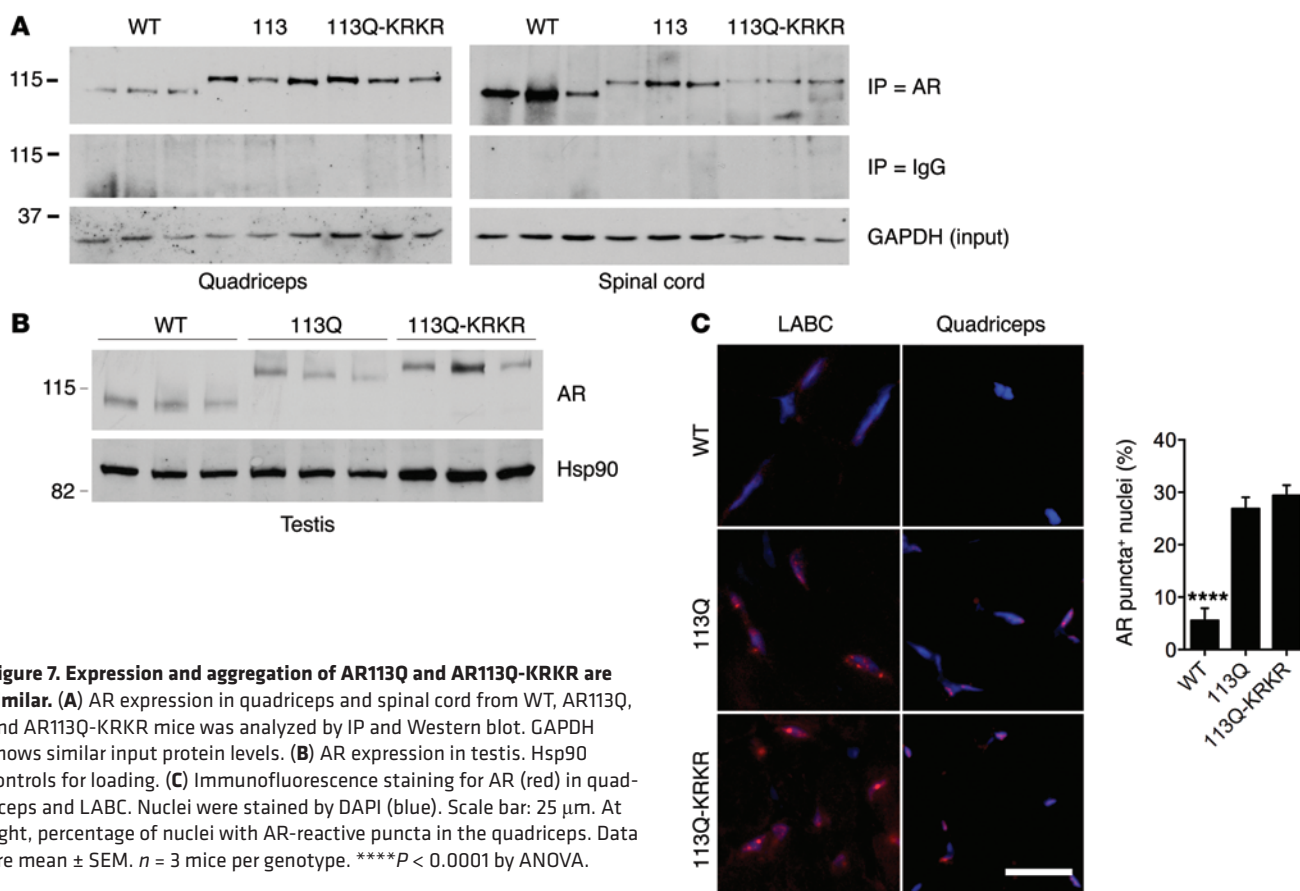 A
WT 113 113Q-KRKR WT 113 113Q-KRKR
115
IP = AR
115
IP = IgG
37
GAPDH (input)
Quadriceps Spinal cord
B
WT 113Q 113Q-KRKR
115
AR
Hsp90
82
Testis
C
LABC Quadriceps
WT
113Q
113Q-KRKR
AR puncta⁺ nuclei (%)
40
30
20
10
0
****
WT
113Q
113Q-KRKR
igure 7. Expression and aggregation of AR113Q and AR113Q-KRKR are
milar. (A) AR expression in quadriceps and spinal cord from WT, AR113Q,
nd AR113Q-KRKR mice was analyzed by IP and Western blot. GAPDH
hows similar input protein levels. (B) AR expression in testis. Hsp90
ontrols for loading. (C) Immunofluorescence staining for AR (red) in quad-
iceps and LABC. Nuclei were stained by DAPI (blue). Scale bar: 25 μm. At
ght, percentage of nuclei with AR-reactive puncta in the quadriceps. Data
re mean ± SEM. n = 3 mice per genotype. ****P < 0.0001 by ANOVA.